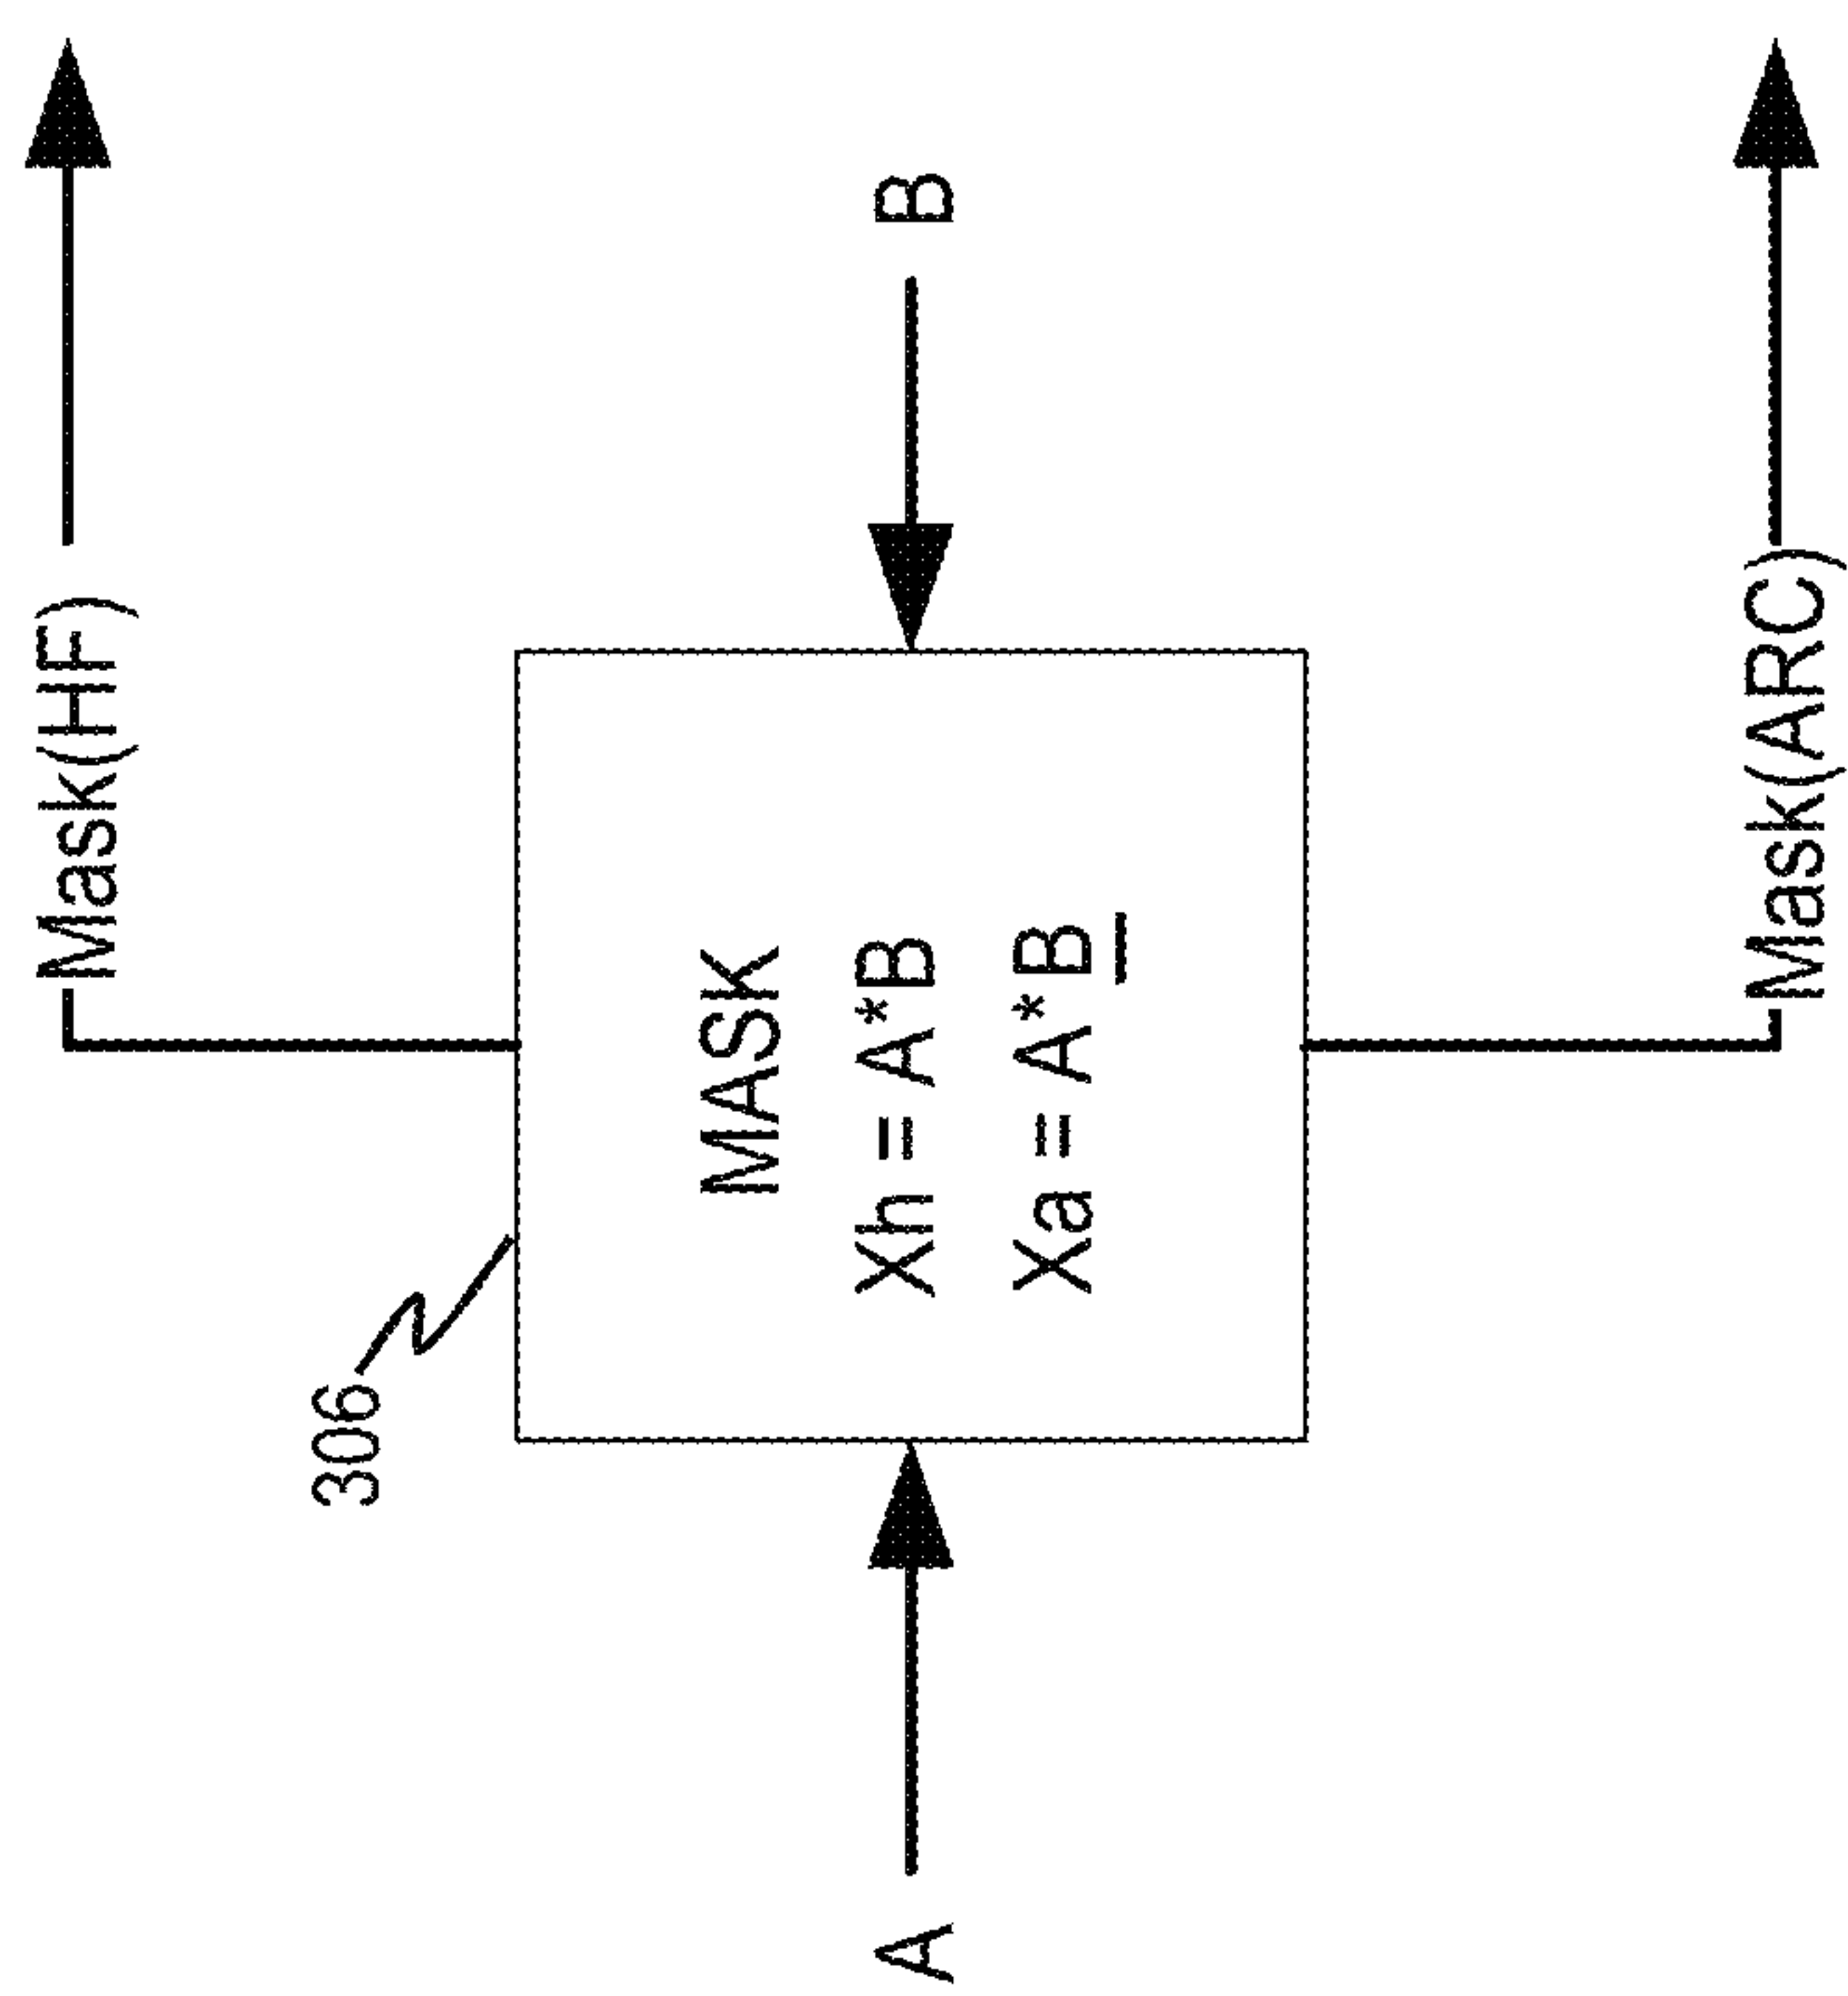 Mask(HF)
306
MASK
Xh = A*B
Xa = A*B
A
B
Mask(ARC)